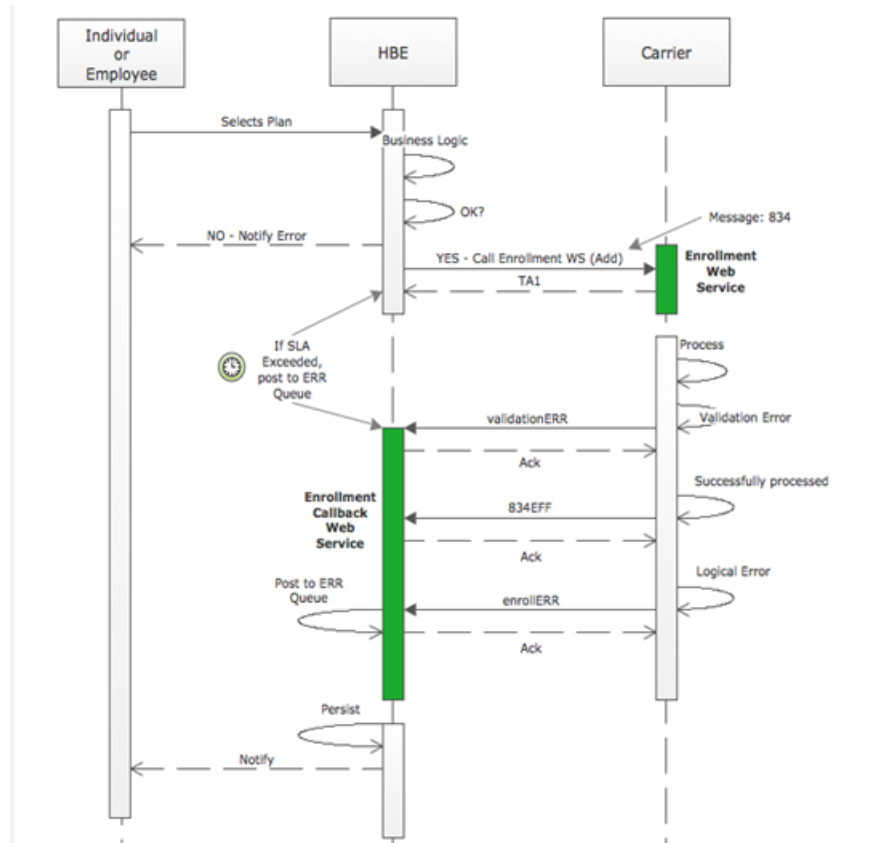 Individual
or
Employee
HBE
Carrier
Selects Plan
Business Logic
OK?
Message: 834
NO - Notify Error
YES - Call Enrollment WS (Add)
Enrollment
Web
Service
TA1
If SLA
Exceeded,
post to ERR
Queue
Process
validationERR
Validation Error
Ack
Successfully processed
Enrollment
Callback
Web
Service
834EFF
Ack
Logical Error
Post to ERR
Queue
enrollERR
Ack
Persist
Notify